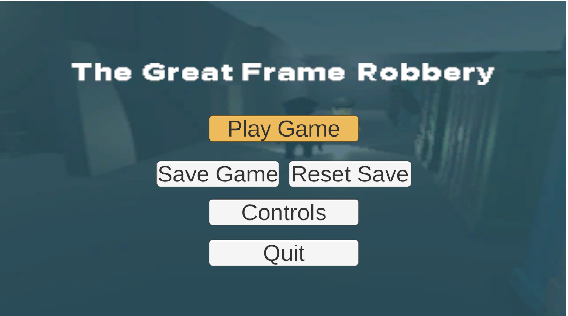 The Great Frame Robbery
Play Game
Save Game Reset Save
Controls
Quit